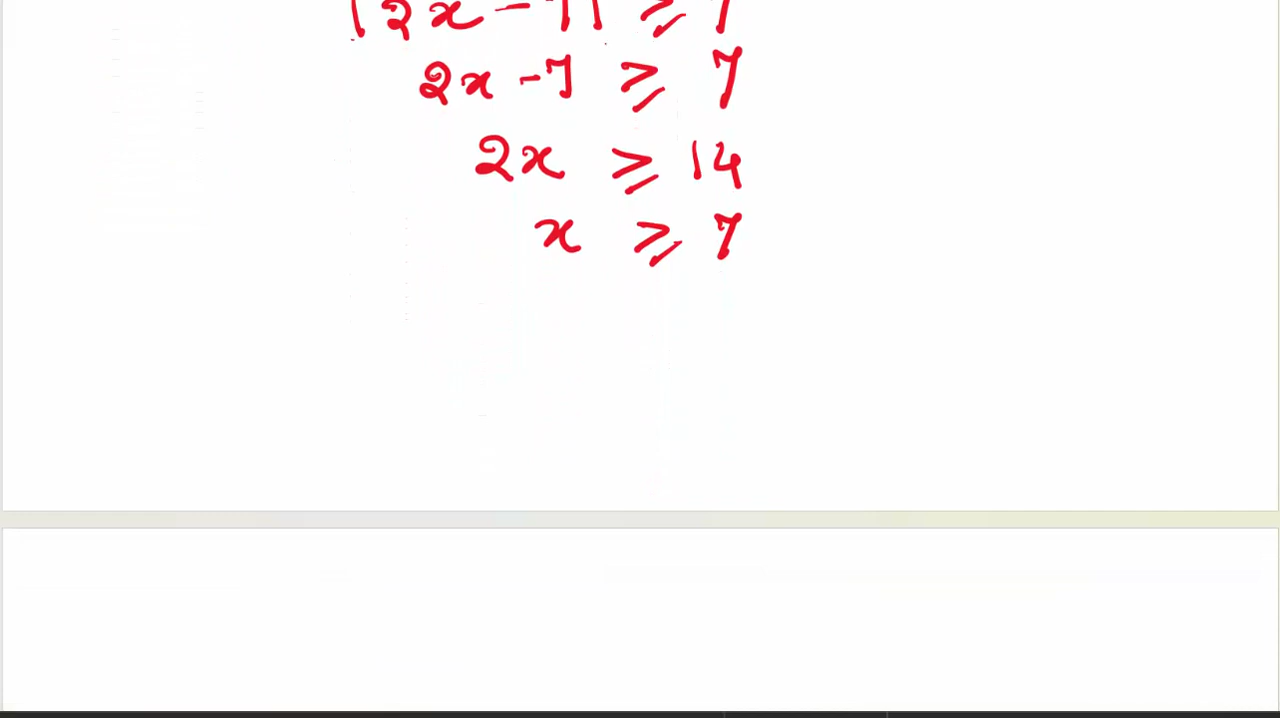 |2x - 7| ≥ 7
2x - 7 ≥ 7
2x ≥ 14
x ≥ 7